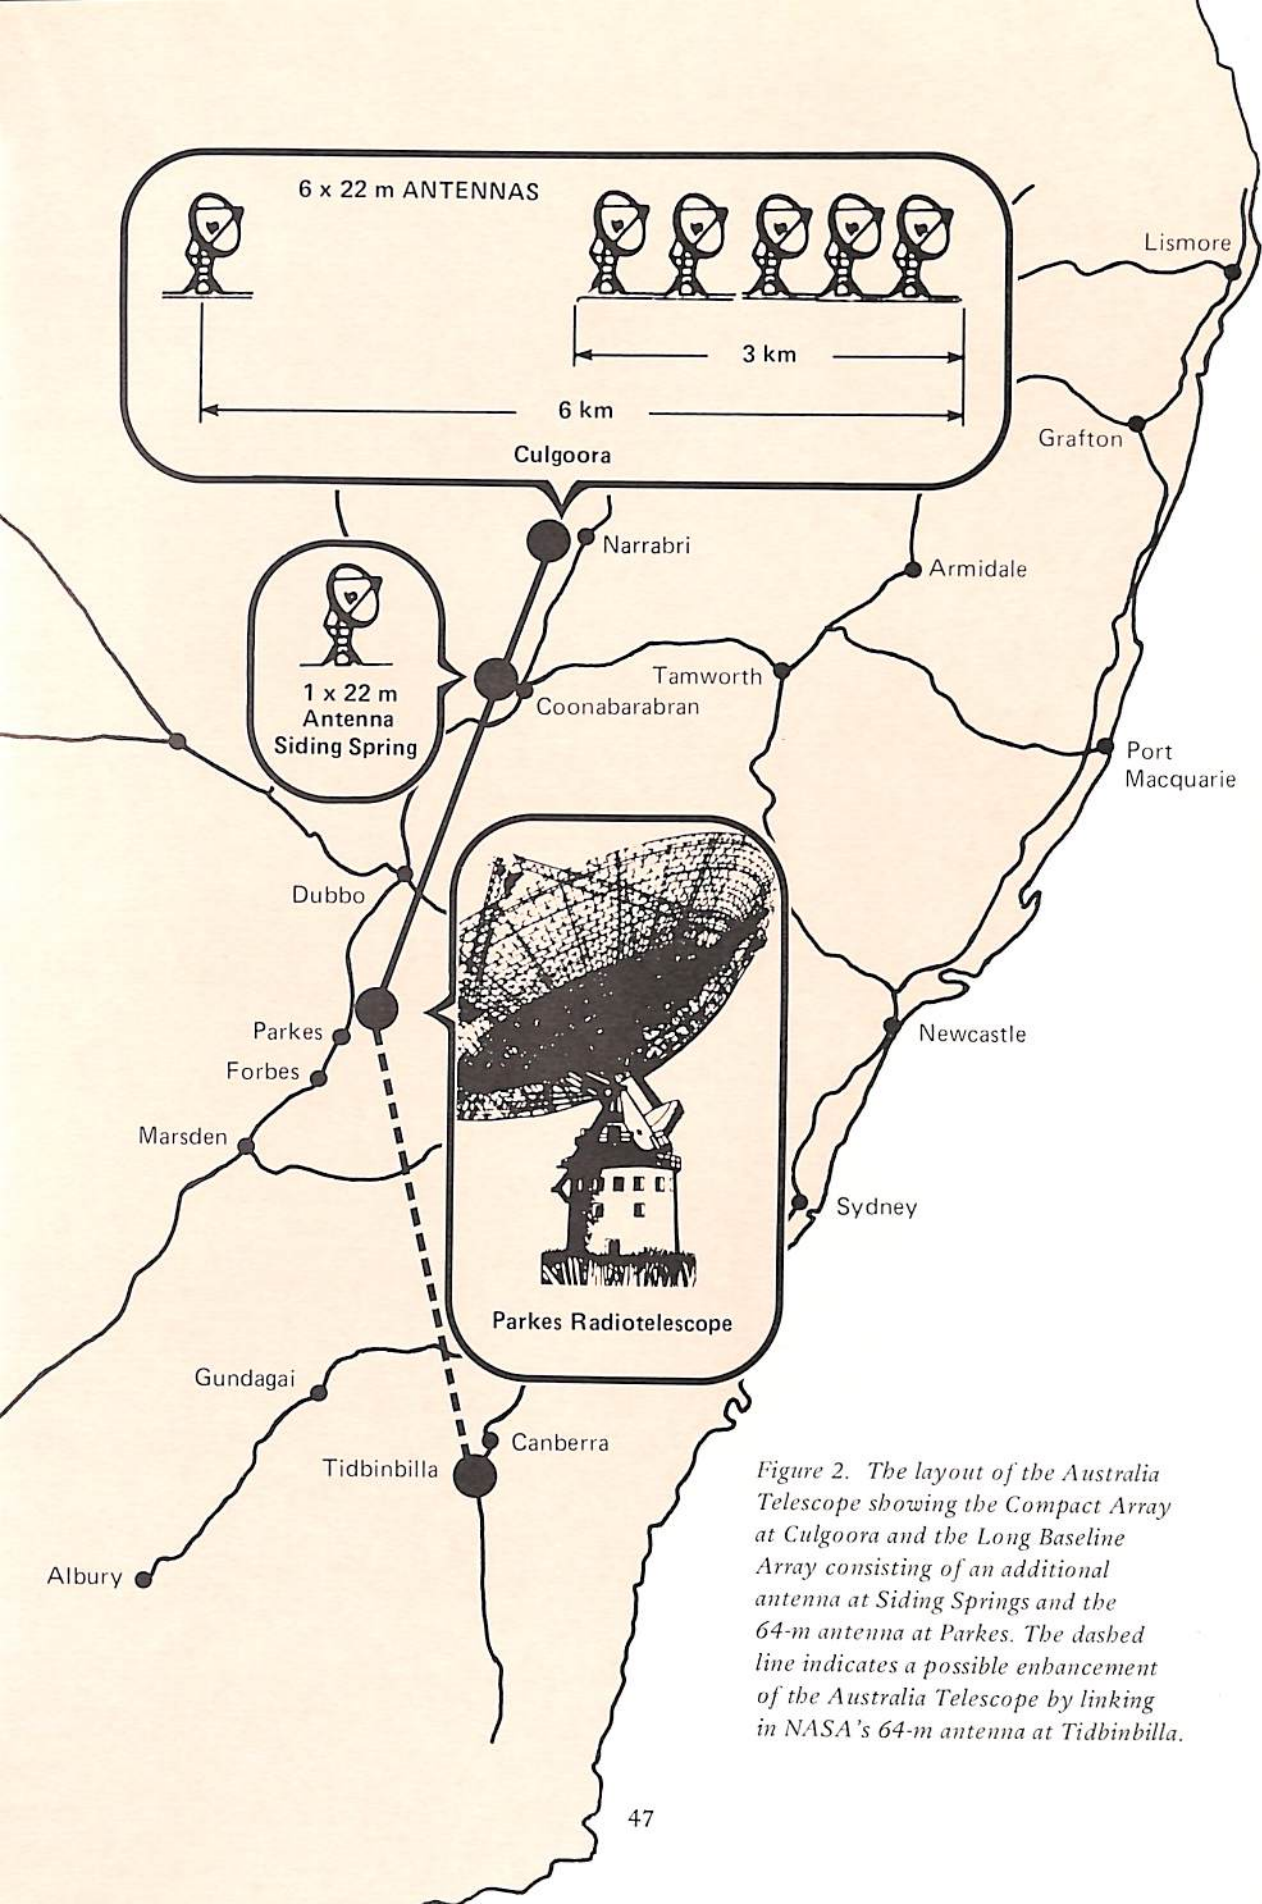 6 x 22 m ANTENNAS
3 km
6 km
Culgoora
Lismore
Grafton
Narrabri
Armidale
1 x 22 m
Antenna
Siding Spring
Tamworth
Coonabarabran
Port
Macquarie
Dubbo
Parkes
Forbes
Newcastle
Marsden
Sydney
Parkes Radiotelescope
Gundagai
Canberra
Tidbinbilla
Albury
Figure 2. The layout of the Australia
Telescope showing the Compact Array
at Culgoora and the Long Baseline
Array consisting of an additional
antenna at Siding Springs and the
64-m antenna at Parkes. The dashed
line indicates a possible enhancement
of the Australia Telescope by linking
in NASA's 64-m antenna at Tidbinbilla.
47